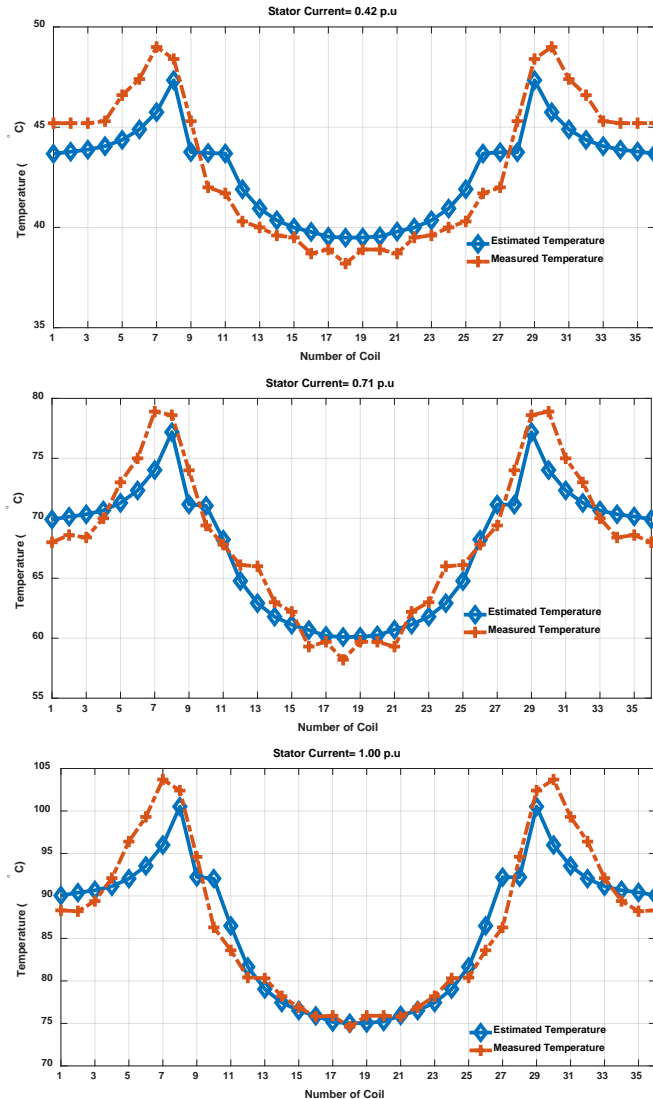 Stator Current= 0.42 p.u
50
45
40
35
Temperature ( ° C)
Estimated Temperature
Measured Temperature
1 3 5 7 9 11 13 15 17 19 21 23 25 27 29 31 33 35
Number of Coil
Stator Current= 0.71 p.u
80
75
70
65
60
55
Temperature ( ° C)
Estimated Temperature
Measured Temperature
1 3 5 7 9 11 13 15 17 19 21 23 25 27 29 31 33 35
Number of Coil
Stator Current= 1.00 p.u
105
100
95
90
85
80
75
70
Temperature ( ° C)
Estimated Temperature
Measured Temperature
1 3 5 7 9 11 13 15 17 19 21 23 25 27 29 31 33 35
Number of Coil